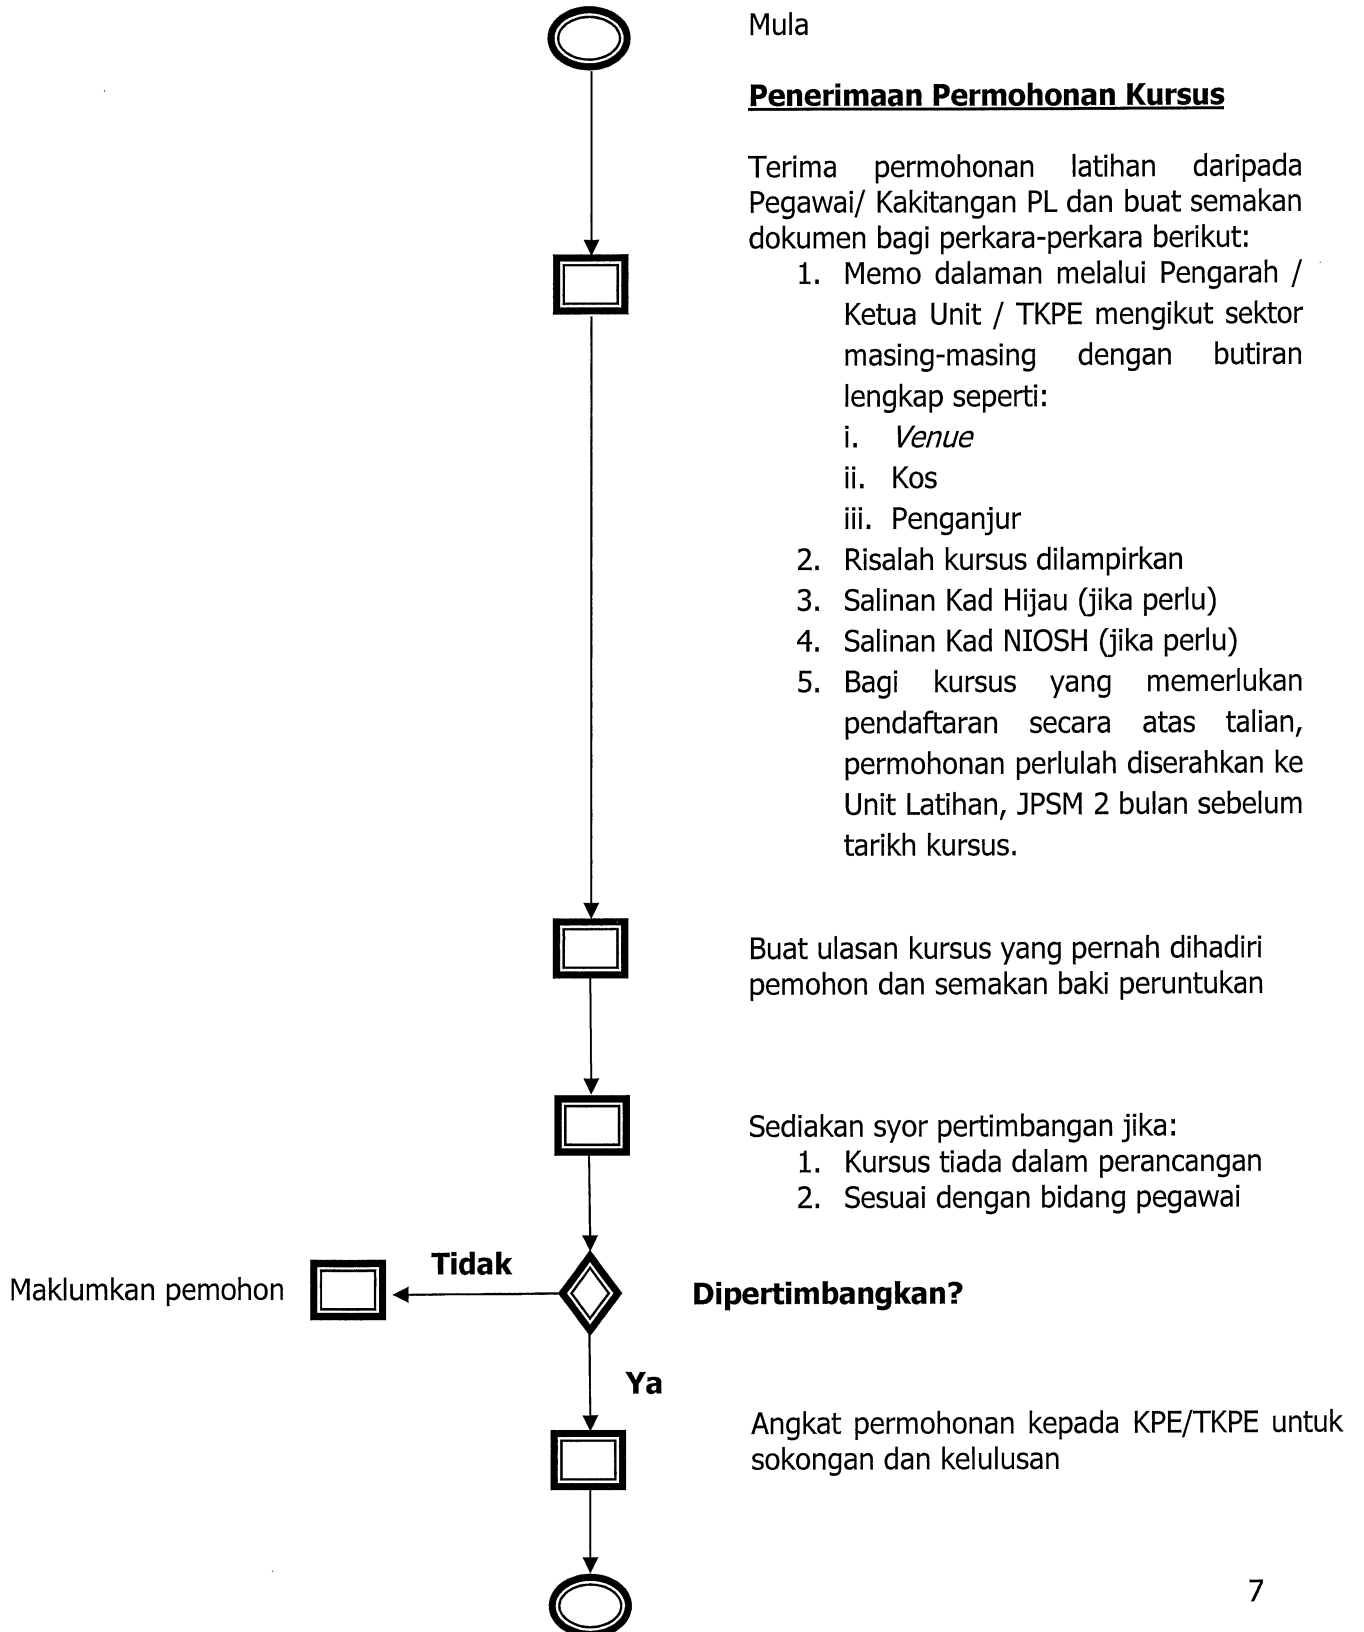 Mula
Penerimaan Permohonan Kursus
Terima permohonan latihan daripada
Pegawai/ Kakitangan PL dan buat semakan
dokumen bagi perkara-perkara berikut:
1. Memo dalaman melalui Pengarah /
Ketua Unit / TKPE mengikut sektor
masing-masing dengan butiran
lengkap seperti:
i. Venue
ii. Kos
iii. Penganjur
2. Risalah kursus dilampirkan
3. Salinan Kad Hijau (jika perlu)
4. Salinan Kad NIOSH (jika perlu)
5. Bagi kursus yang memerlukan
pendaftaran secara atas talian,
permohonan perlulah diserahkan ke
Unit Latihan, JPSM 2 bulan sebelum
tarikh kursus.
Buat ulasan kursus yang pernah dihadiri
pemohon dan semakan baki peruntukan
Sediakan syor pertimbangan jika:
1. Kursus tiada dalam perancangan
2. Sesuai dengan bidang pegawai
Maklumkan pemohon
Tidak
Dipertimbangkan?
Ya
Angkat permohonan kepada KPE/TKPE untuk
sokongan dan kelulusan
7